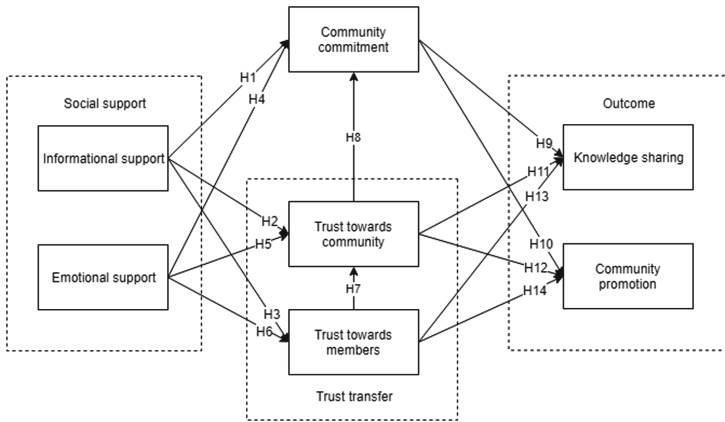 Community
commitment
H1
H4
Social support
Outcome
Informational support
H8
H9
Knowledge sharing
H11
H13
H2
Trust towards
community
H5
H10
H12
Emotional support
Community
promotion
H7
H14
H3
H6
Trust towards
members
Trust transfer